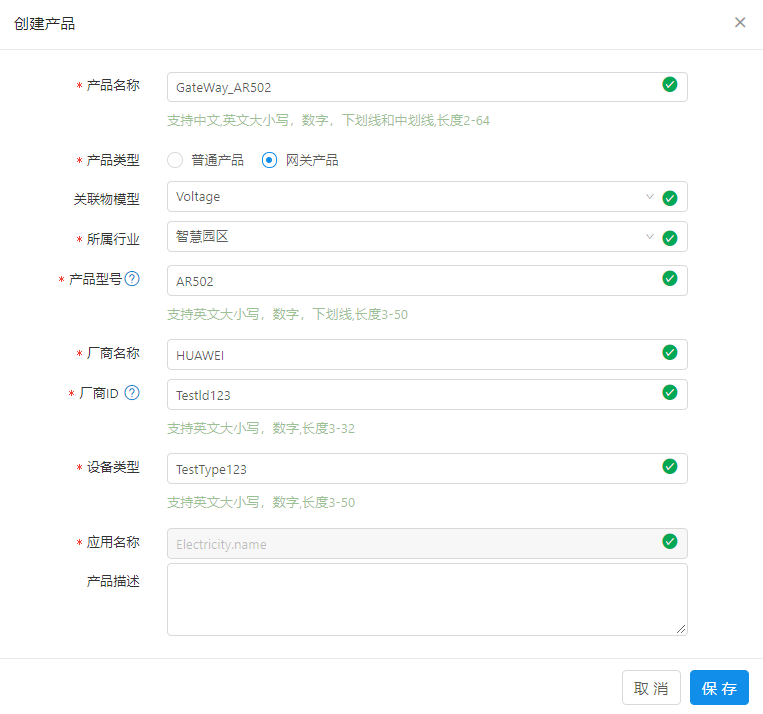 创建产品
* 产品名称 GateWay_AR502
支持中文,英文大小写，数字，下划线和中划线,长度2-64
* 产品类型 普通产品 网关产品
关联物模型 Voltage
* 所属行业 智慧园区
* 产品型号 ? AR502
支持英文大小写，数字，下划线,长度3-50
* 厂商名称 HUAWEI
* 厂商ID ? TestId123
支持英文大小写，数字,长度3-32
* 设备类型 TestType123
支持英文大小写，数字,长度3-50
* 应用名称 Electricity.name
产品描述
取 消 保 存